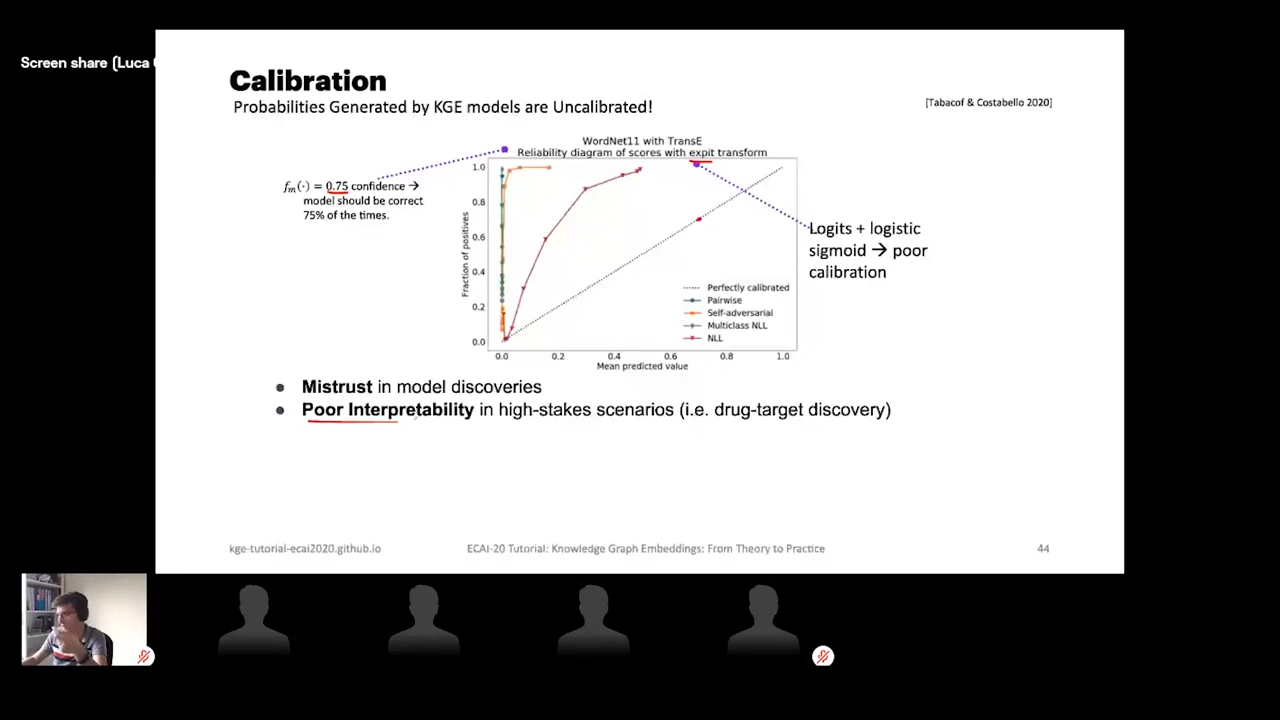 Screen share (Luca
Calibration
Probabilities Generated by KGE models are Uncalibrated!
[Tabacof & Costabello 2020]
WordNet11 with TransE
Reliability diagram of scores with expit transform
fm(·) = 0.75 confidence →
model should be correct
75% of the times.
1.0
0.8
0.6
0.4
0.2
0.0
Fraction of positives
Perfectly calibrated
Pairwise
Self-adversarial
Multiclass NLL
NLL
0.0 0.2 0.4 0.6 0.8 1.0
Mean predicted value
Logits + logistic
sigmoid → poor
calibration
● Mistrust in model discoveries
● Poor Interpretability in high-stakes scenarios (i.e. drug-target discovery)
kge-tutorial-ecai2020.github.io
ECAI-20 Tutorial: Knowledge Graph Embeddings: From Theory to Practice
44